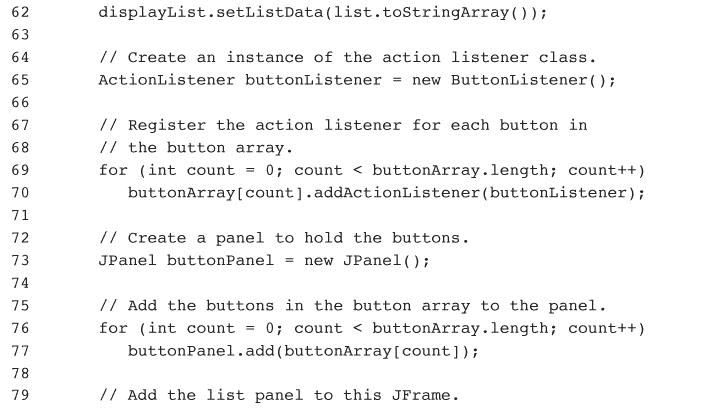 62 displayList.setListData(list.toStringArray());
63
64 // Create an instance of the action listener class.
65 ActionListener buttonListener = new ButtonListener();
66
67 // Register the action listener for each button in
68 // the button array.
69 for (int count = 0; count < buttonArray.length; count++)
70 buttonArray[count].addActionListener(buttonListener);
71
72 // Create a panel to hold the buttons.
73 JPanel buttonPanel = new JPanel();
74
75 // Add the buttons in the button array to the panel.
76 for (int count = 0; count < buttonArray.length; count++)
77 buttonPanel.add(buttonArray[count]);
78
79 // Add the list panel to this JFrame.